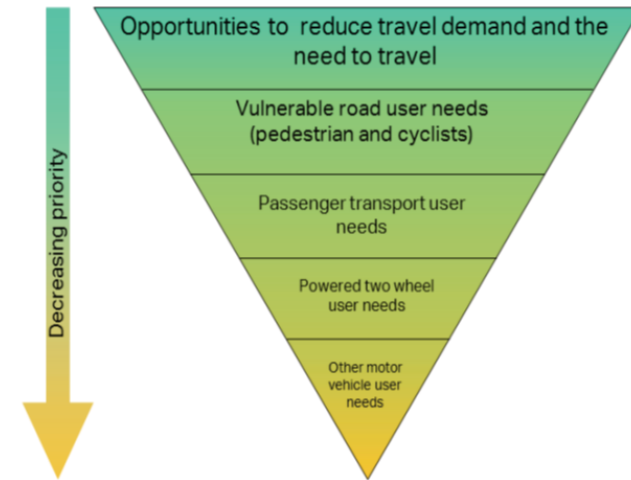 Opportunities to reduce travel demand and the
need to travel
Vulnerable road user needs
(pedestrian and cyclists)
Passenger transport user
needs
Powered two wheel
user needs
Other motor
vehicle user
needs
Decreasing priority